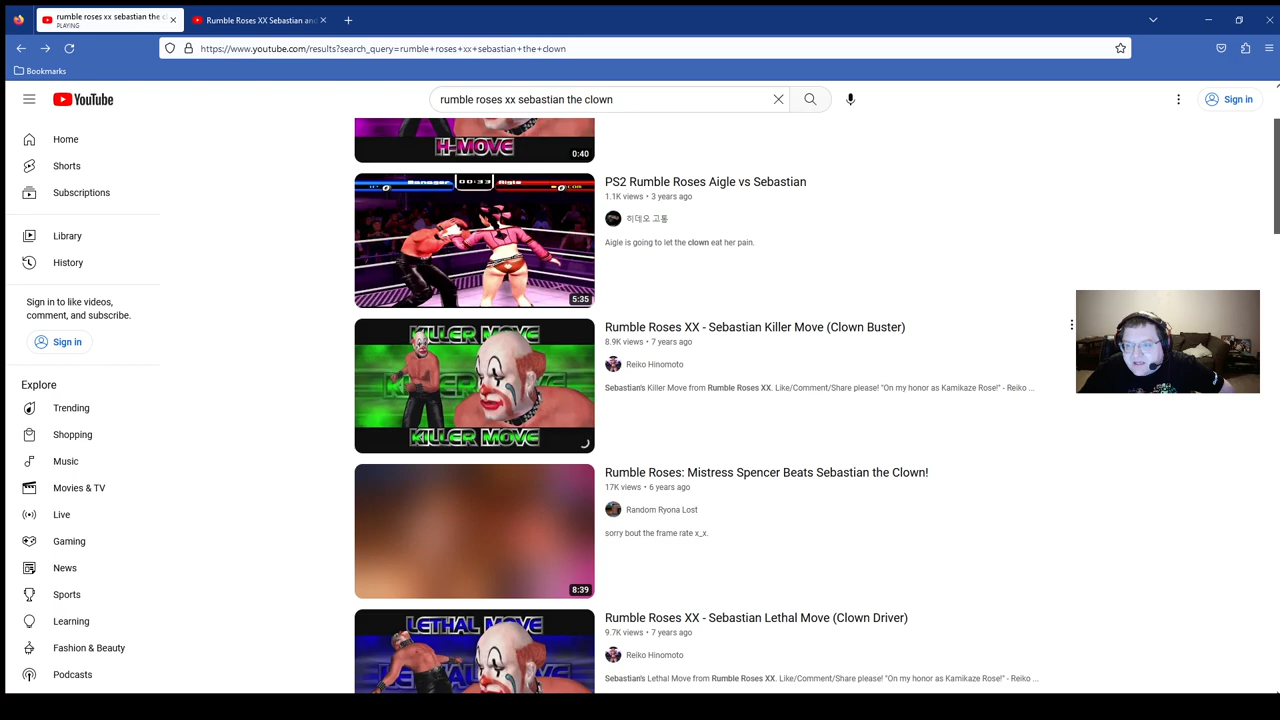 rumble roses xx sebastian the c
PLAYING
Rumble Roses XX Sebastian and
https://www.youtube.com/results?search_query=rumble+roses+xx+sebastian+the+clown
Bookmarks
YouTube
rumble roses xx sebastian the clown
Sign in
Home
Shorts
Subscriptions
Library
History
Sign in to like videos,
comment, and subscribe.
Sign in
Explore
Trending
Shopping
Music
Movies & TV
Live
Gaming
News
Sports
Learning
Fashion & Beauty
Podcasts
H-MOVE
0:40
Manager 00:33 Aigle
COM
5:35
PS2 Rumble Roses Aigle vs Sebastian
1.1K views • 3 years ago
히데오 고통
Aigle is going to let the clown eat her pain.
KILLER MOVE
KILLER MOVE
KILLER MOVE
Rumble Roses XX - Sebastian Killer Move (Clown Buster)
8.9K views • 7 years ago
Reiko Hinomoto
Sebastian's Killer Move from Rumble Roses XX. Like/Comment/Share please! "On my honor as Kamikaze Rose!" - Reiko ...
8:39
Rumble Roses: Mistress Spencer Beats Sebastian the Clown!
17K views • 6 years ago
Random Ryona Lost
sorry bout the frame rate x_x.
LETHAL MOVE
Rumble Roses XX - Sebastian Lethal Move (Clown Driver)
9.7K views • 7 years ago
Reiko Hinomoto
Sebastian's Lethal Move from Rumble Roses XX. Like/Comment/Share please! "On my honor as Kamikaze Rose!" - Reiko ...